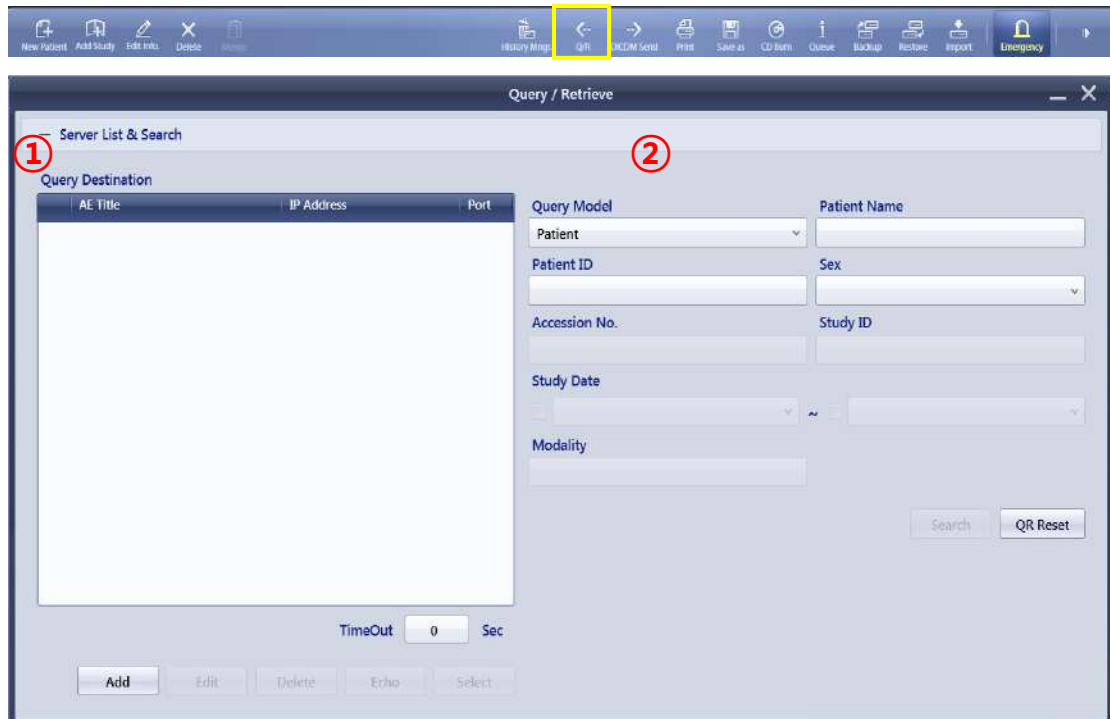 New Patient Add Study Edit Info. Delete Merge History Mngr. Q/R DICOM Send Print Save as CD Burn Queue Backup Restore Import Emergency
Query / Retrieve
Server List & Search
① ②
Query Destination
AE Title IP Address Port
Query Model Patient Name
Patient
Patient ID Sex
Accession No. Study ID
Study Date
~
Modality
Search QR Reset
TimeOut 0 Sec
Add Edit Delete Echo Select